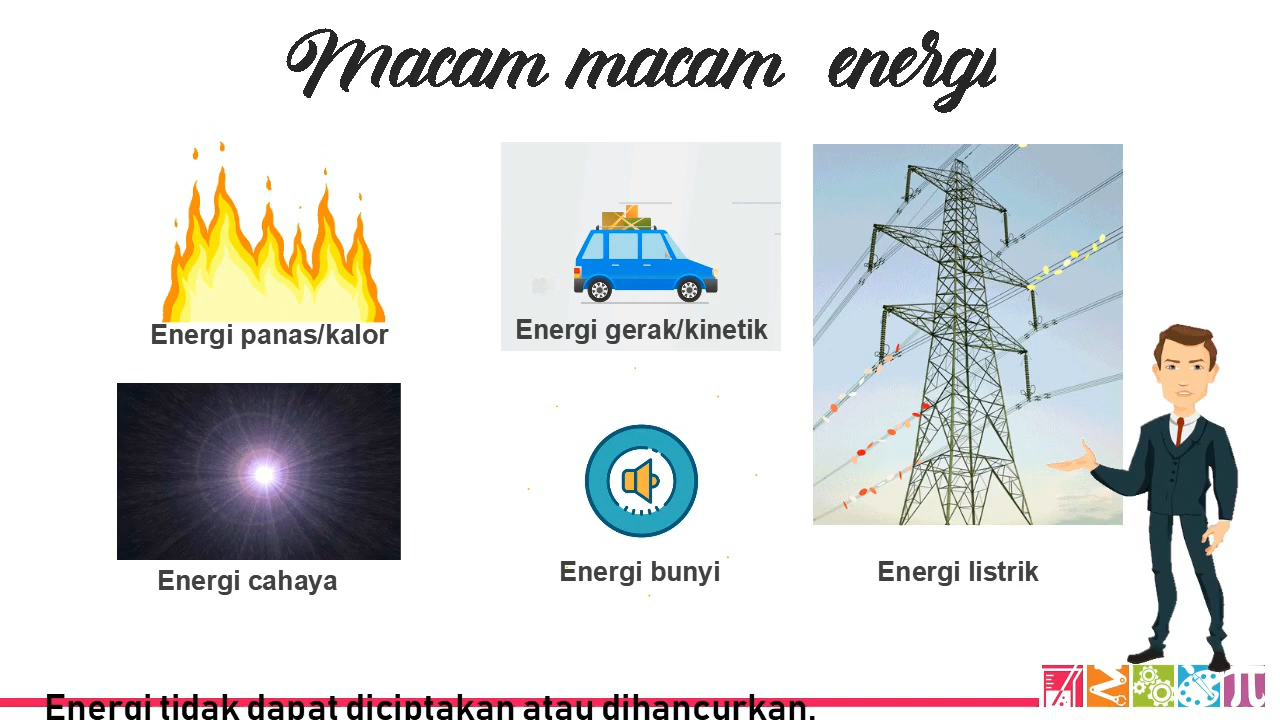 Macam macam energi
Energi panas/kalor
Energi gerak/kinetik
Energi cahaya
Energi bunyi
Energi listrik
Energi tidak dapat diciptakan atau dihancurkan.